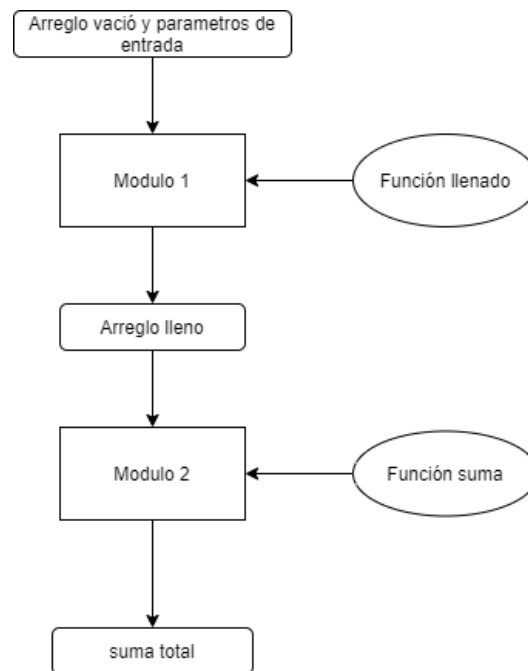 Arreglo vació y parametros de
entrada
Modulo 1
Función llenado
Arreglo lleno
Modulo 2
Función suma
suma total